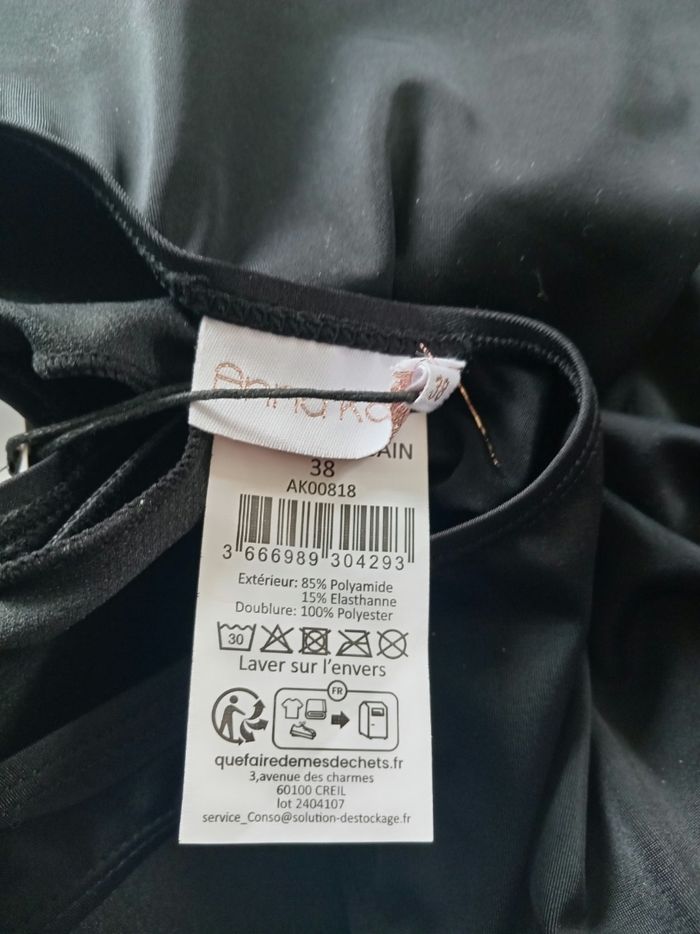 38
38
AK00818
3 666989 304293
Extérieur: 85% Polyamide
15% Elasthanne
Doublure: 100% Polyester
30
Laver sur l'envers
FR
quefairedemesdechets.fr
3,avenue des charmes
60100 CREIL
lot 2404107
service_Conso@solution-destockage.fr